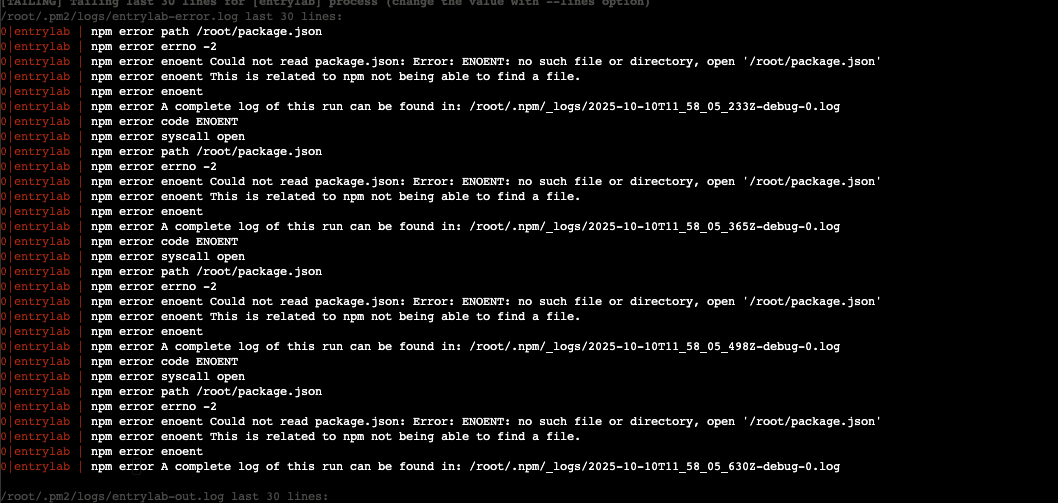 [TAILING] Tailing last 30 lines for [entrylab] process (change the value with --lines option)
/root/.pm2/logs/entrylab-error.log last 30 lines:
0|entrylab | npm error path /root/package.json
0|entrylab | npm error errno -2
0|entrylab | npm error enoent Could not read package.json: Error: ENOENT: no such file or directory, open '/root/package.json'
0|entrylab | npm error enoent This is related to npm not being able to find a file.
0|entrylab | npm error enoent
0|entrylab | npm error A complete log of this run can be found in: /root/.npm/_logs/2025-10-10T11_58_05_233Z-debug-0.log
0|entrylab | npm error code ENOENT
0|entrylab | npm error syscall open
0|entrylab | npm error path /root/package.json
0|entrylab | npm error errno -2
0|entrylab | npm error enoent Could not read package.json: Error: ENOENT: no such file or directory, open '/root/package.json'
0|entrylab | npm error enoent This is related to npm not being able to find a file.
0|entrylab | npm error enoent
0|entrylab | npm error A complete log of this run can be found in: /root/.npm/_logs/2025-10-10T11_58_05_365Z-debug-0.log
0|entrylab | npm error code ENOENT
0|entrylab | npm error syscall open
0|entrylab | npm error path /root/package.json
0|entrylab | npm error errno -2
0|entrylab | npm error enoent Could not read package.json: Error: ENOENT: no such file or directory, open '/root/package.json'
0|entrylab | npm error enoent This is related to npm not being able to find a file.
0|entrylab | npm error enoent
0|entrylab | npm error A complete log of this run can be found in: /root/.npm/_logs/2025-10-10T11_58_05_498Z-debug-0.log
0|entrylab | npm error code ENOENT
0|entrylab | npm error syscall open
0|entrylab | npm error path /root/package.json
0|entrylab | npm error errno -2
0|entrylab | npm error enoent Could not read package.json: Error: ENOENT: no such file or directory, open '/root/package.json'
0|entrylab | npm error enoent This is related to npm not being able to find a file.
0|entrylab | npm error enoent
0|entrylab | npm error A complete log of this run can be found in: /root/.npm/_logs/2025-10-10T11_58_05_630Z-debug-0.log
/root/.pm2/logs/entrylab-out.log last 30 lines: